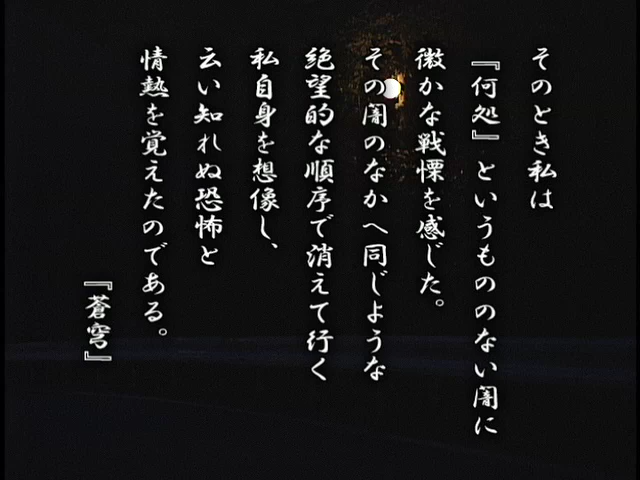 そのとき私は
『何処』というもののない闇に
微かな戦慄を感じた。
その闇のなかへ同じような
絶望的な順序で消えて行く
私自身を想像し、
云い知れぬ恐怖と
情熱を覚えたのである。
『蒼穹』